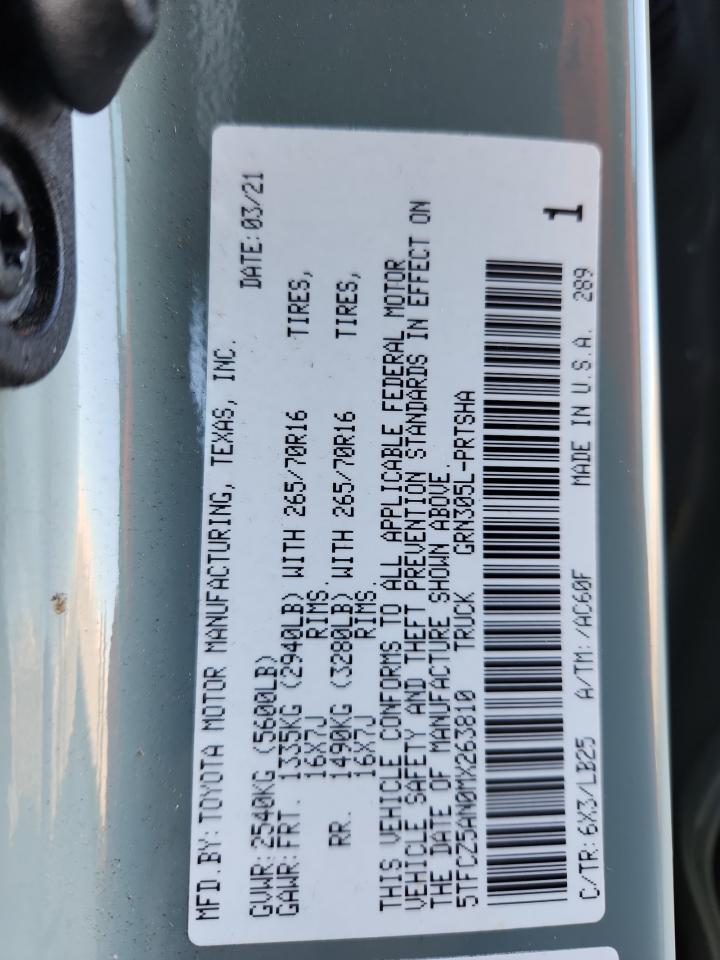 MFD.BY:TOYOTA MOTOR MANUFACTURING, TEXAS, INC.
DATE:03/21
GVWR:2540KG (5600LB)
GAWR:FRT. 1335KG (2940LB) WITH 265/70R16 TIRES,
16X7J RIMS.
RR. 1490KG (3280LB) WITH 265/70R16 TIRES,
16X7J RIMS.
THIS VEHICLE CONFORMS TO ALL APPLICABLE FEDERAL MOTOR
VEHICLE SAFETY AND THEFT PREVENTION STANDARDS IN EFFECT ON
THE DATE OF MANUFACTURE SHOWN ABOVE.
5TFCZ5AN0MX263810 TRUCK GRN305L-PRTSHA
1
C/TR:6X3/LB25 A/TM:/AC60F MADE IN U.S.A. 289